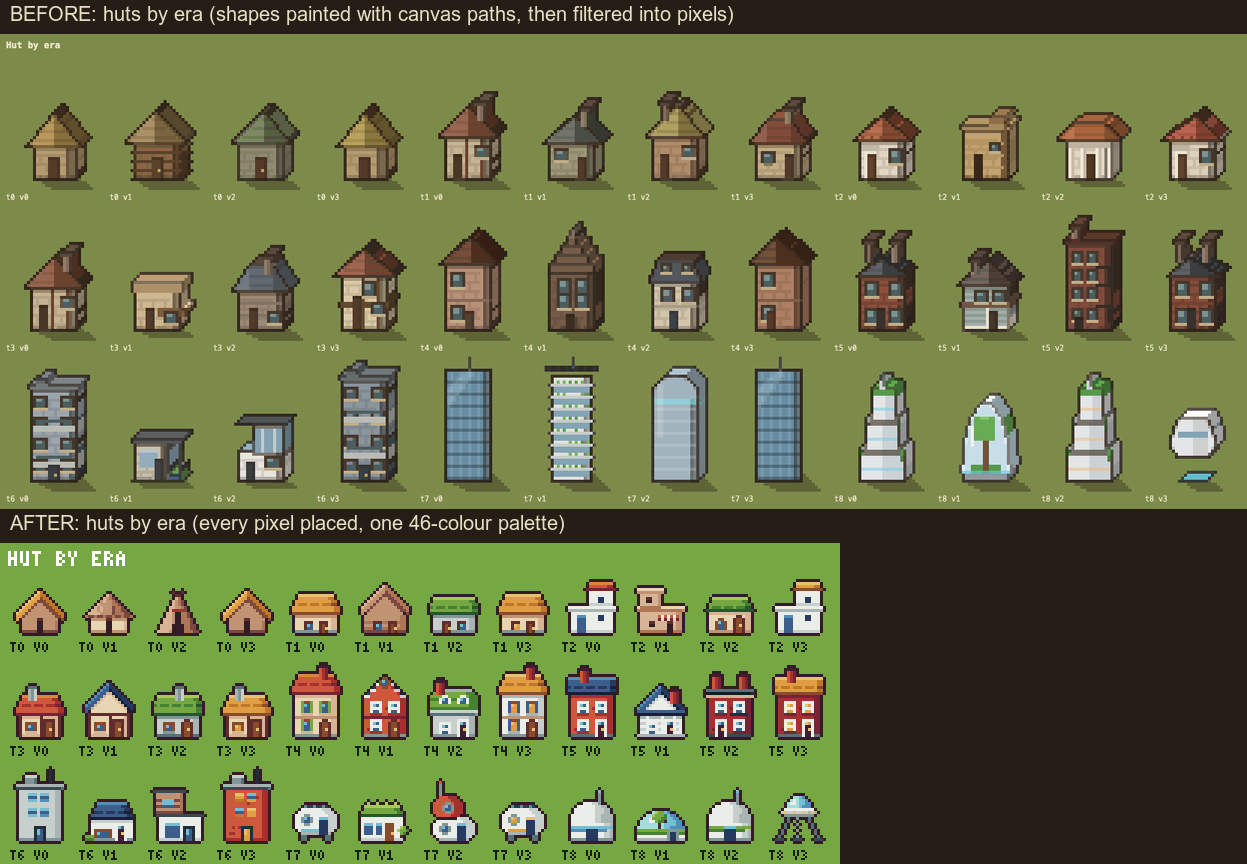 BEFORE: huts by era (shapes painted with canvas paths, then filtered into pixels)
Hut by era
t0 v0 t0 v1 t0 v2 t0 v3 t1 v0 t1 v1 t1 v2 t1 v3 t2 v0 t2 v1 t2 v2 t2 v3
t3 v0 t3 v1 t3 v2 t3 v3 t4 v0 t4 v1 t4 v2 t4 v3 t5 v0 t5 v1 t5 v2 t5 v3
t6 v0 t6 v1 t6 v2 t6 v3 t7 v0 t7 v1 t7 v2 t7 v3 t8 v0 t8 v1 t8 v2 t8 v3
AFTER: huts by era (every pixel placed, one 46-colour palette)
HUT BY ERA
T0 V0 T0 V1 T0 V2 T0 V3 T1 V0 T1 V1 T1 V2 T1 V3 T2 V0 T2 V1 T2 V2 T2 V3
T3 V0 T3 V1 T3 V2 T3 V3 T4 V0 T4 V1 T4 V2 T4 V3 T5 V0 T5 V1 T5 V2 T5 V3
T6 V0 T6 V1 T6 V2 T6 V3 T7 V0 T7 V1 T7 V2 T7 V3 T8 V0 T8 V1 T8 V2 T8 V3